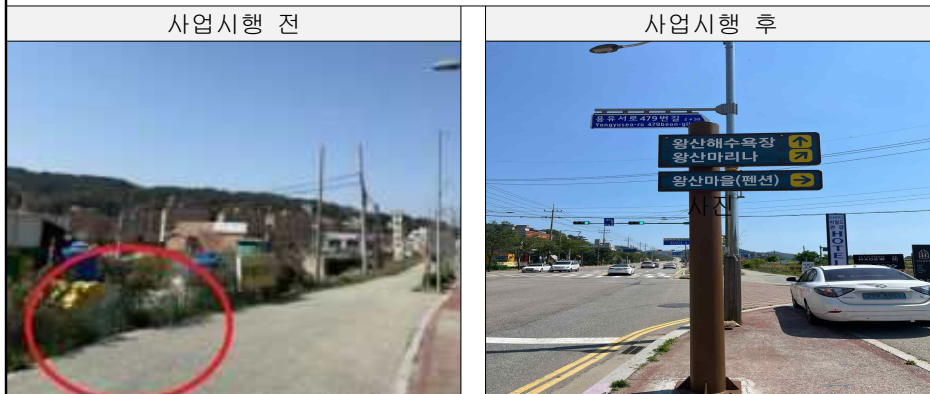 사업시행 전
사업시행 후
용유서로479번길
Yongyuseo-ro 479beon-gil
왕산해수욕장
왕산마리나
왕산마을(펜션)
사진
HOTEL